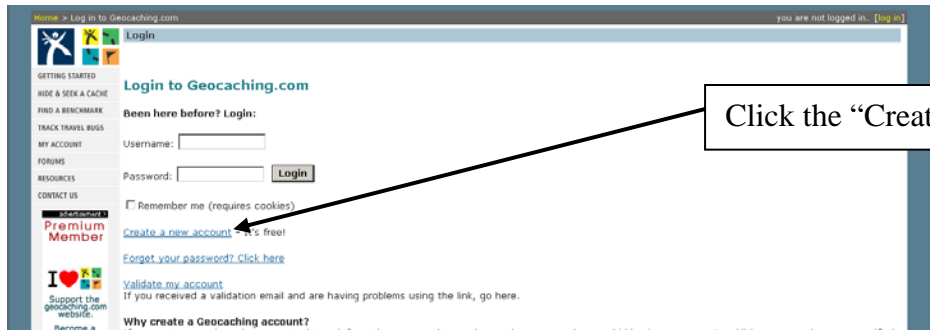 Home > Log in to Geocaching.com
you are not logged in. [log in]
Login
GETTING STARTED
HIDE & SEEK A CACHE
FIND A BENCHMARK
TRACK TRAVEL BUGS
MY ACCOUNT
FORUMS
RESOURCES
CONTACT US
advertisement
Premium
Member
I
Support the
geocaching.com
website.
Become a
Login to Geocaching.com
Been here before? Login:
Username:
Password:
Login
Remember me (requires cookies)
Create a new account - It's free!
Forget your password? Click here
Validate my account
If you received a validation email and are having problems using the link, go here.
Why create a Geocaching account?
Click the “Creat